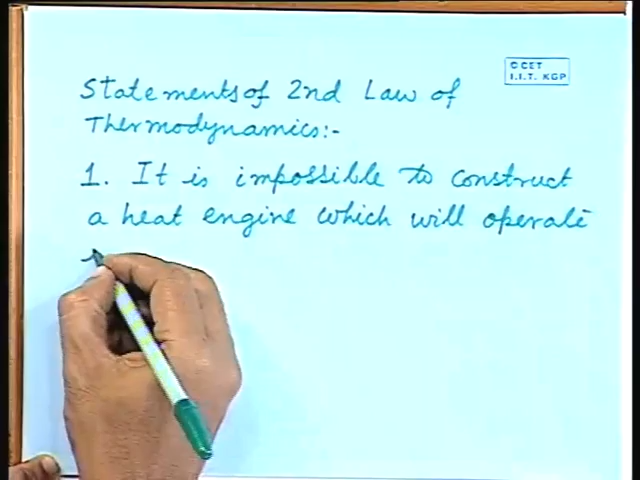 © CET
I.I.T. KGP
Statements of 2nd Law of
Thermodynamics:-
1. It is impossible to construct
a heat engine which will operate